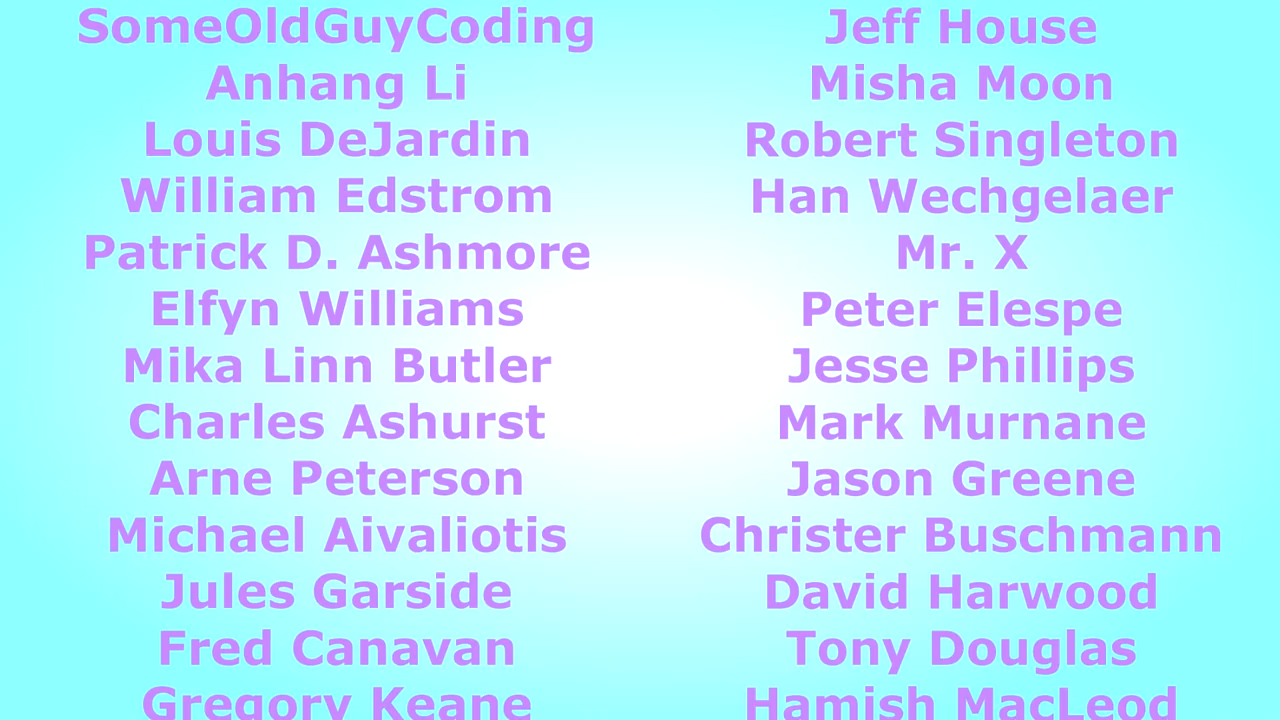 SomeOldGuyCoding
Anhang Li
Louis DeJardin
William Edstrom
Patrick D. Ashmore
Elfyn Williams
Mika Linn Butler
Charles Ashurst
Arne Peterson
Michael Aivaliotis
Jules Garside
Fred Canavan
Gregory Keane
Jeff House
Misha Moon
Robert Singleton
Han Wechgelaer
Mr. X
Peter Elespe
Jesse Phillips
Mark Murnane
Jason Greene
Christer Buschmann
David Harwood
Tony Douglas
Hamish MacLeod